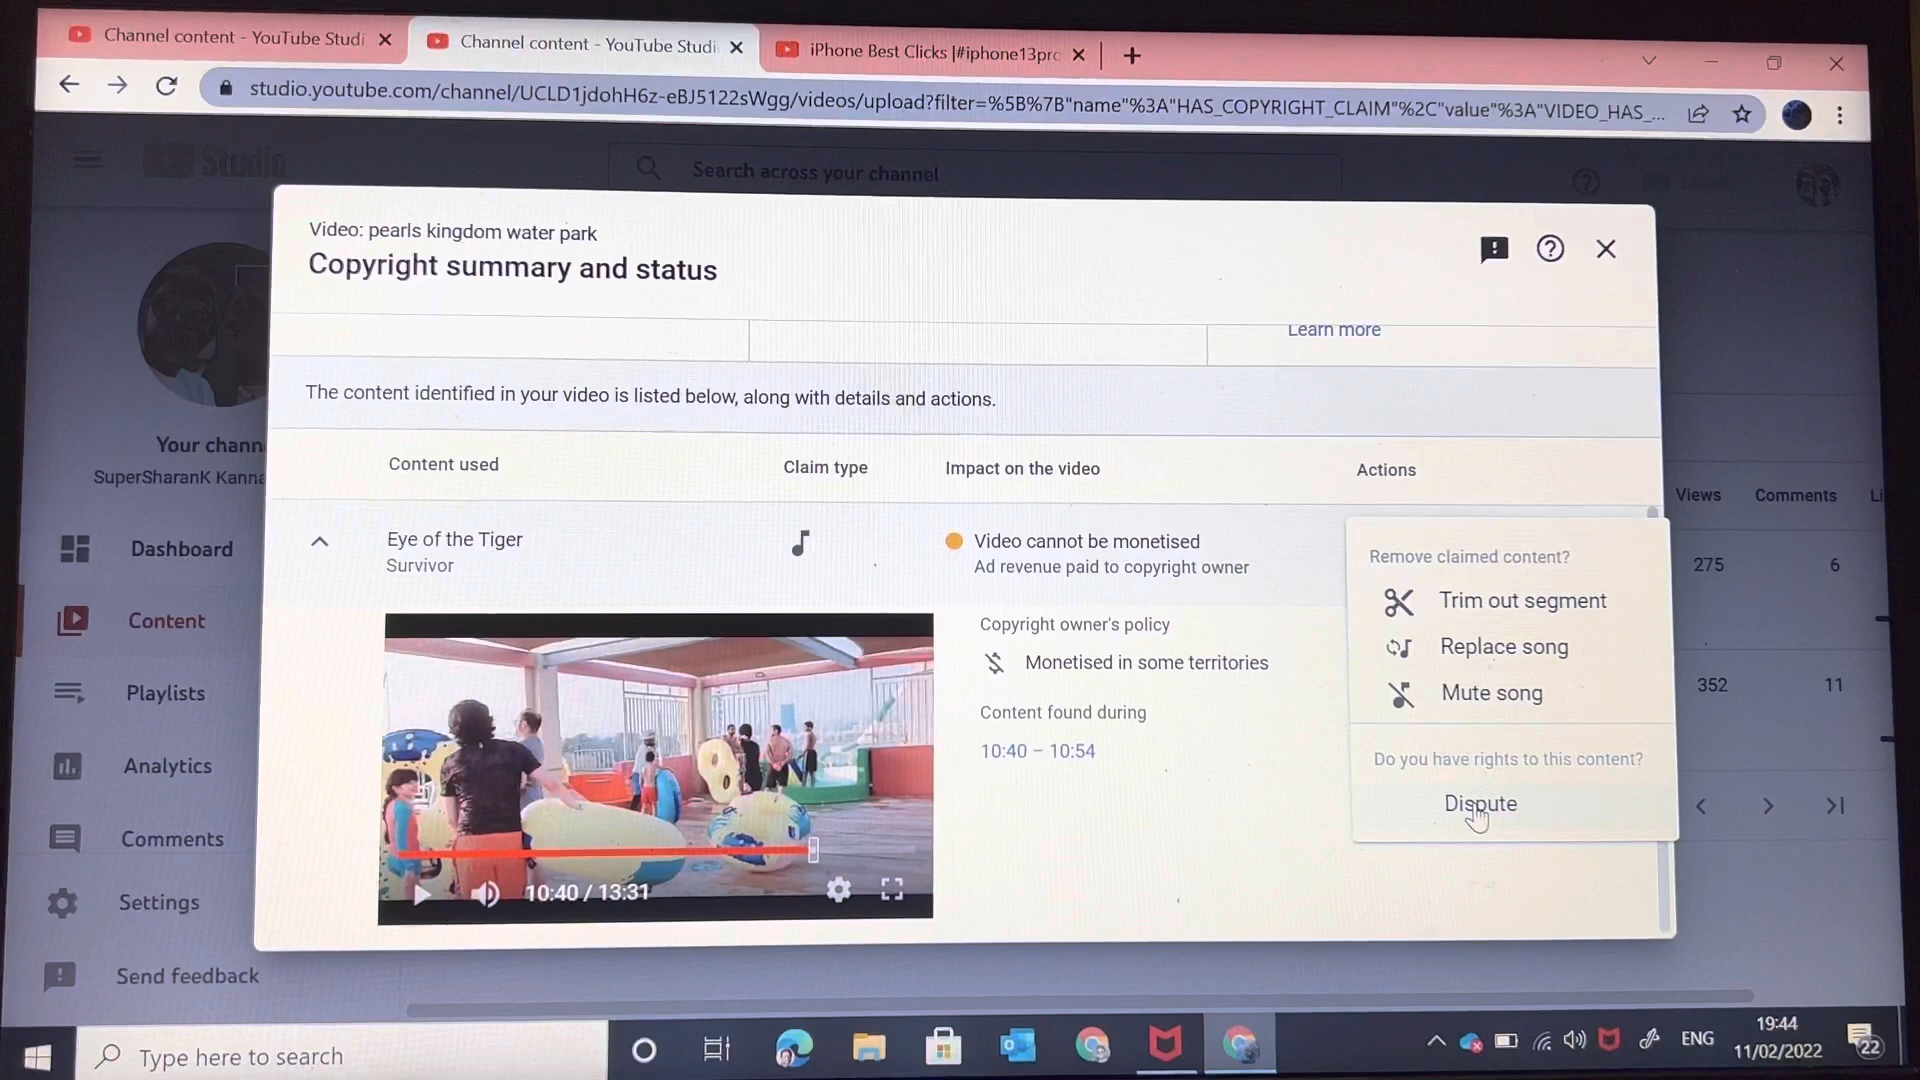 Channel content - YouTube Studi
Channel content - YouTube Studi
iPhone Best Clicks |#iphone13pro
studio.youtube.com/channel/UCLD1jdohH6z-eBJ5122sWgg/videos/upload?filter=%5B%7B"name"%3A"HAS_COPYRIGHT_CLAIM"%2C"value"%3A"VIDEO_HAS_...
Studio
Search across your channel
Video: pearls kingdom water park
Copyright summary and status
Learn more
The content identified in your video is listed below, along with details and actions.
Your chann
SuperSharanK Kanna
Content used
Claim type
Impact on the video
Actions
Views
Comments
Li
Dashboard
Content
Playlists
Analytics
Comments
Settings
Send feedback
Eye of the Tiger
Survivor
Video cannot be monetised
Ad revenue paid to copyright owner
Copyright owner's policy
Monetised in some territories
Content found during
10:40 – 10:54
10:40 / 13:31
Remove claimed content?
Trim out segment
Replace song
Mute song
Do you have rights to this content?
Dispute
275
6
352
11
Type here to search
ENG
19:44
11/02/2022
22